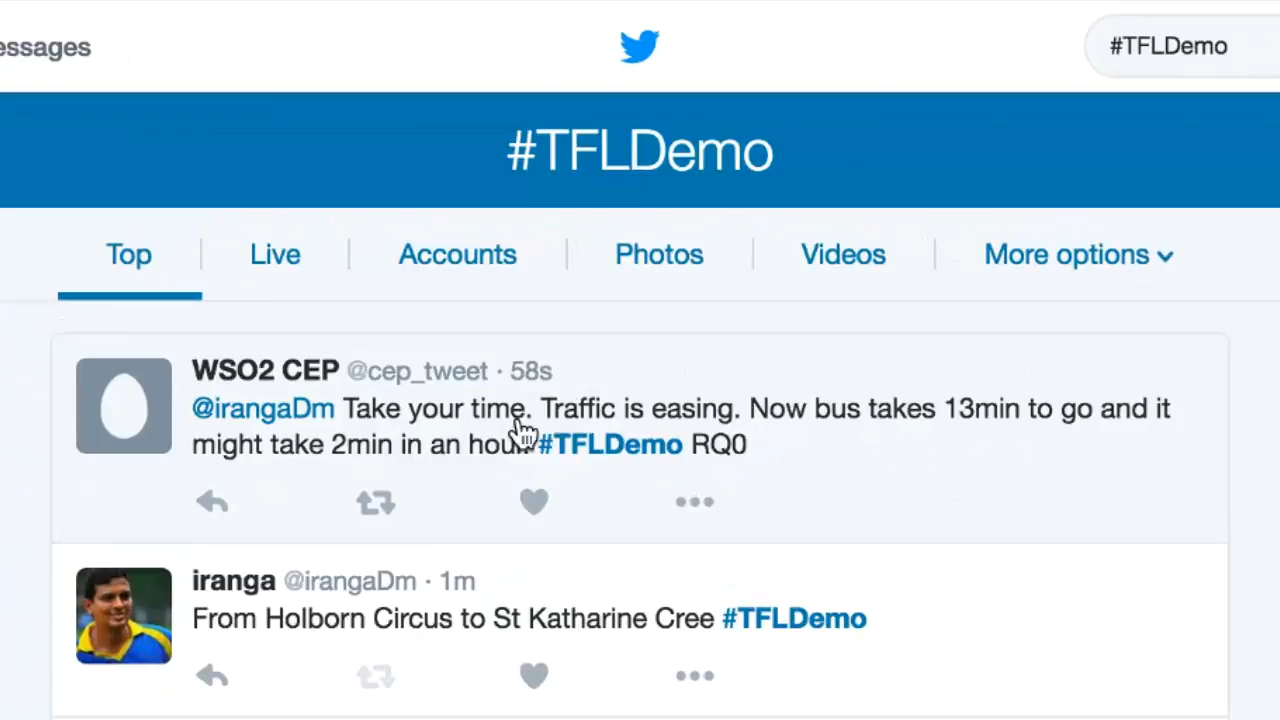 essages
#TFLDemo
#TFLDemo
Top Live Accounts Photos Videos More options
WSO2 CEP @cep_tweet · 58s
@irangaDm Take your time. Traffic is easing. Now bus takes 13min to go and it
might take 2min in an hour. #TFLDemo RQ0
iranga @irangaDm · 1m
From Holborn Circus to St Katharine Cree #TFLDemo